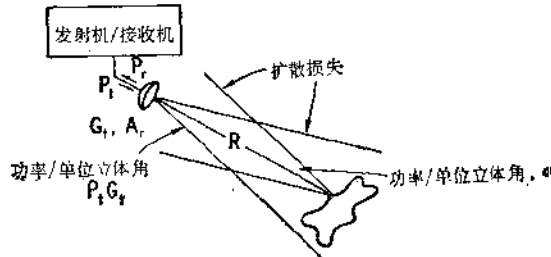 发射机/接收机
Pᵣ
Pₜ
扩散损失
Gₜ, Aᵣ
R
功率/单位立体角
PₜGₜ
功率/单位立体角,